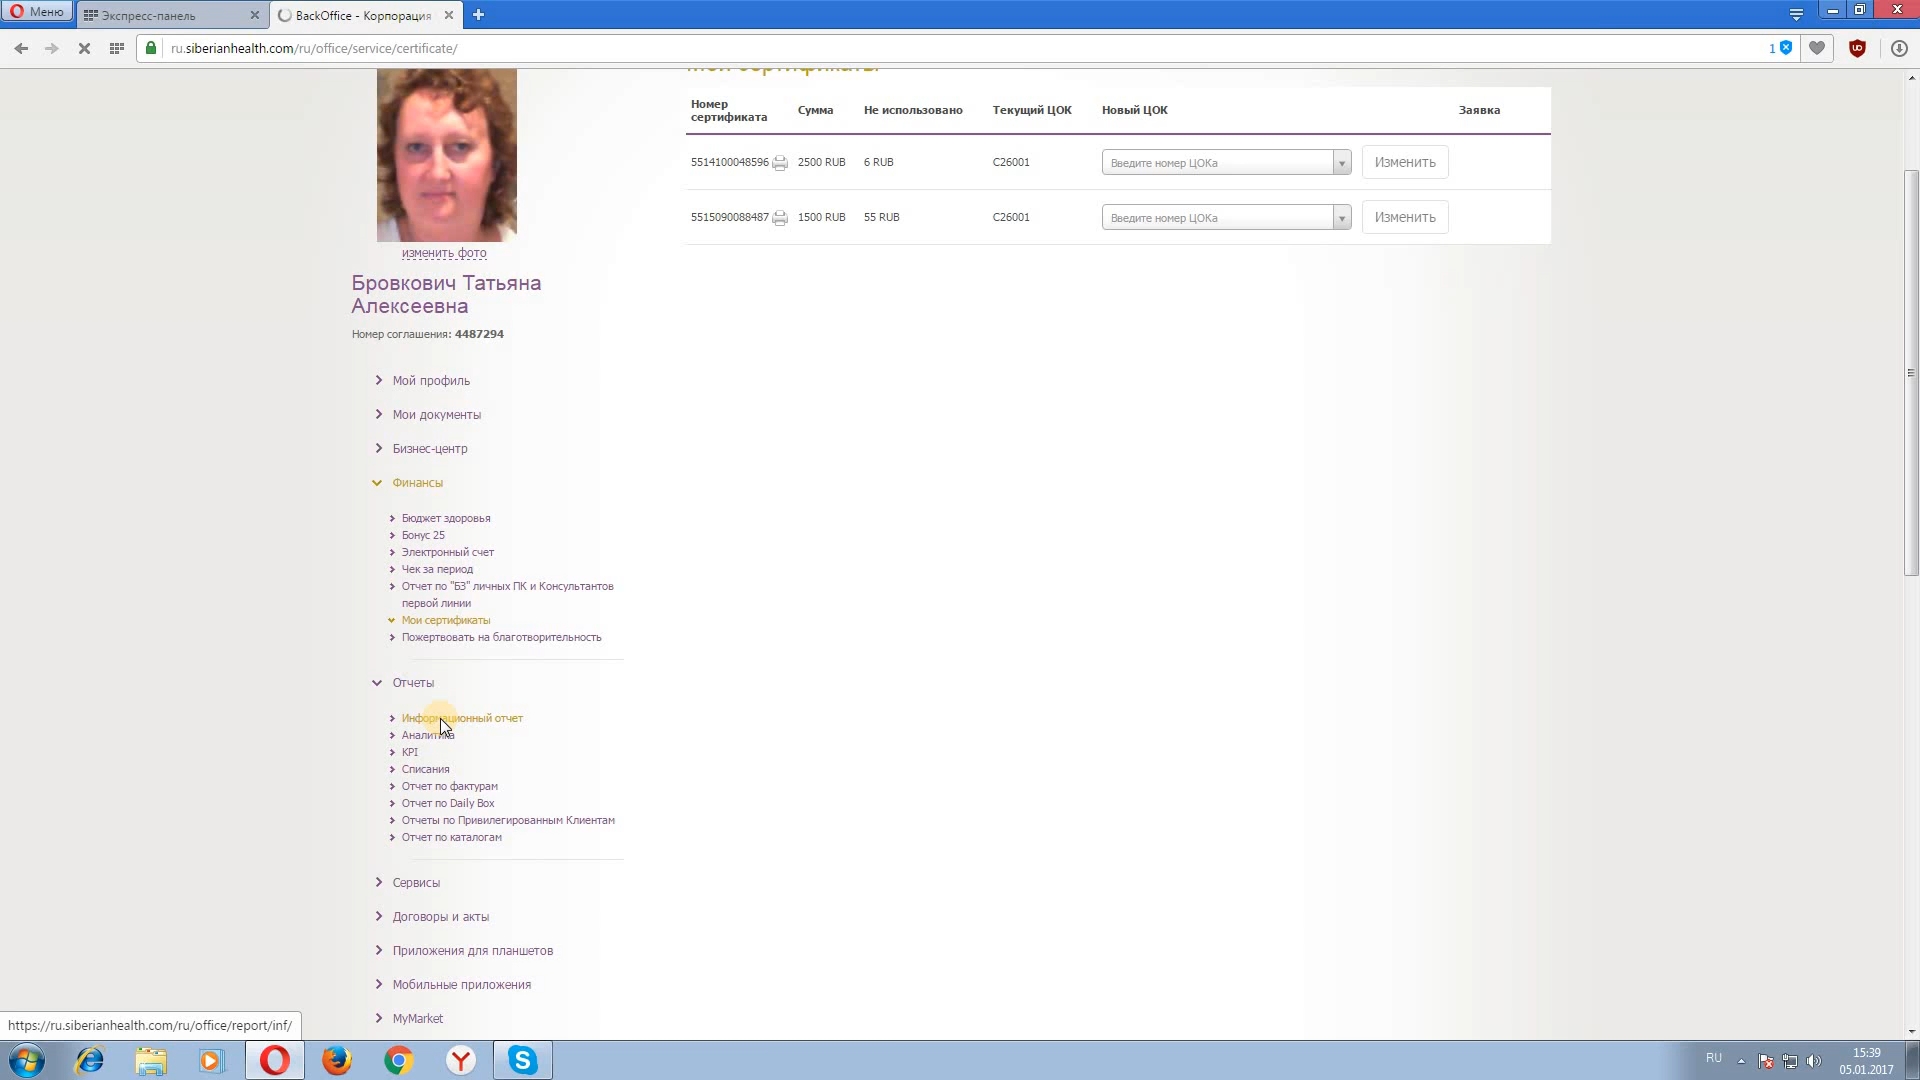 Меню
Экспресс-панель
BackOffice - Корпорация
ru.siberianhealth.com/ru/office/service/certificate/
1
Мои сертификаты
Номер сертификата
Сумма
Не использовано
Текущий ЦОК
Новый ЦОК
Заявка
5514100048596
2500 RUB
6 RUB
C26001
Введите номер ЦОКа
Изменить
5515090088487
1500 RUB
55 RUB
C26001
Введите номер ЦОКа
Изменить
изменить фото
Бровкович Татьяна
Алексеевна
Номер соглашения: 4487294
Мой профиль
Мои документы
Бизнес-центр
Финансы
Бюджет здоровья
Бонус 25
Электронный счет
Чек за период
Отчет по "БЗ" личных ПК и Консультантов
первой линии
Мои сертификаты
Пожертвовать на благотворительность
Отчеты
Информационный отчет
Аналитика
KPI
Списания
Отчет по фактурам
Отчет по Daily Box
Отчеты по Привилегированным Клиентам
Отчет по каталогам
Сервисы
Договоры и акты
Приложения для планшетов
Мобильные приложения
MyMarket
https://ru.siberianhealth.com/ru/office/report/inf/
RU
15:39
05.01.2017